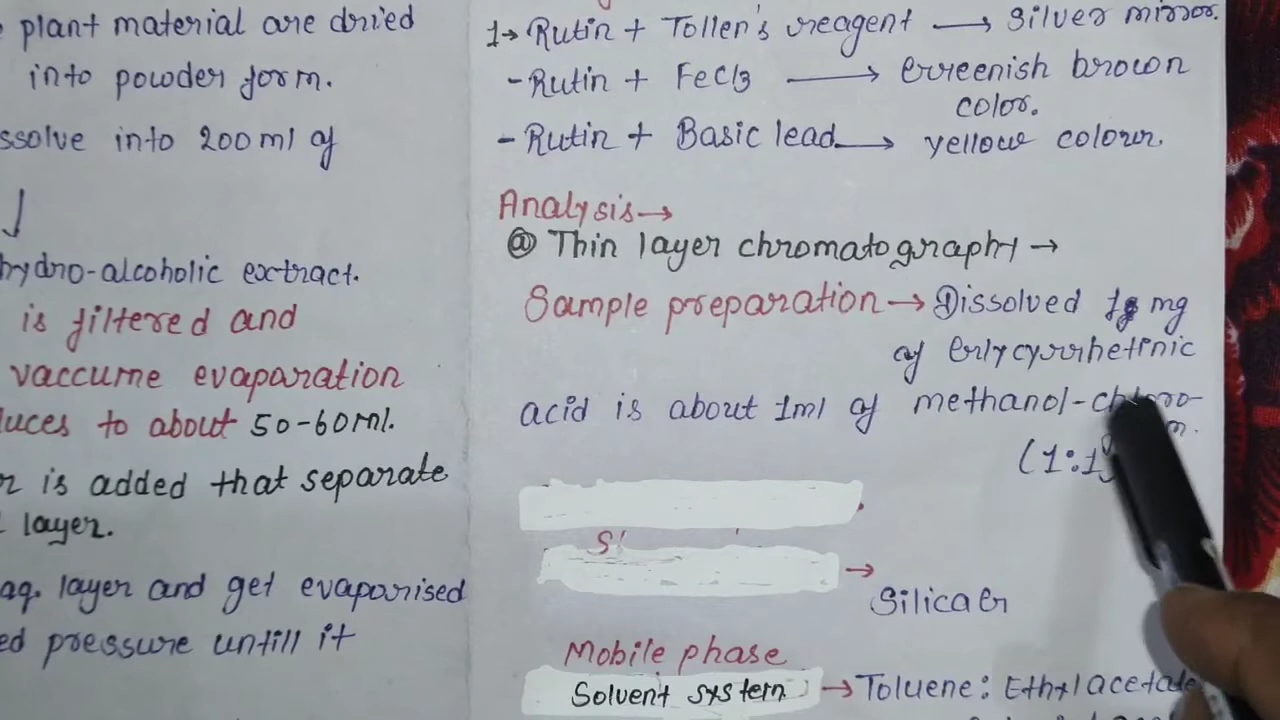 plant material are dried
into powder form.
ssolve into 200ml of
hydro-alcoholic extract.
is filtered and
vaccume evaporation
luces to about 50-60ml.
r is added that separate
layer.
aq. layer and get evaporised
ed pressure untill it
1→ Rutin + Tollen's reagent → Silver mirror.
- Rutin + FeCl3 → Greenish brown
color.
- Rutin + Basic lead → yellow colour.
Analysis →
@ Thin layer chromatography →
Sample preparation → Dissolved 1 mg
of Glycyrrhetinic
acid is about 1ml of methanol-chloro-
(1:1)
Silica G
Mobile phase
Solvent system → Toluene: Ethylacetate